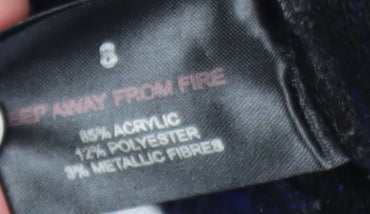 8
EEP AWAY FROM FIRE
85% ACRYLIC
12% POLYESTER
3% METALLIC FIBRES